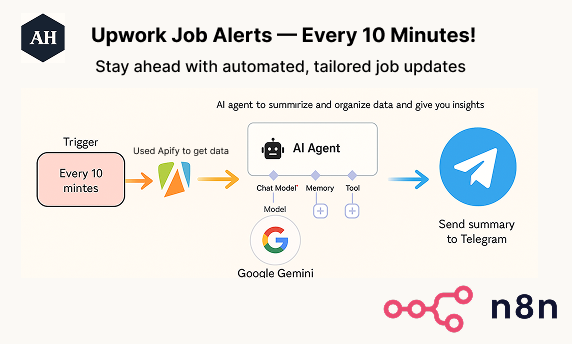 AH
Upwork Job Alerts — Every 10 Minutes!
Stay ahead with automated, tailored job updates
AI agent to summrize and organize data and give you insights
Trigger
Every 10
mintes
Used Apify to get data
AI Agent
Chat Model*
Memory
Tool
Model
Google Gemini
Send summary
to Telegram
n8n